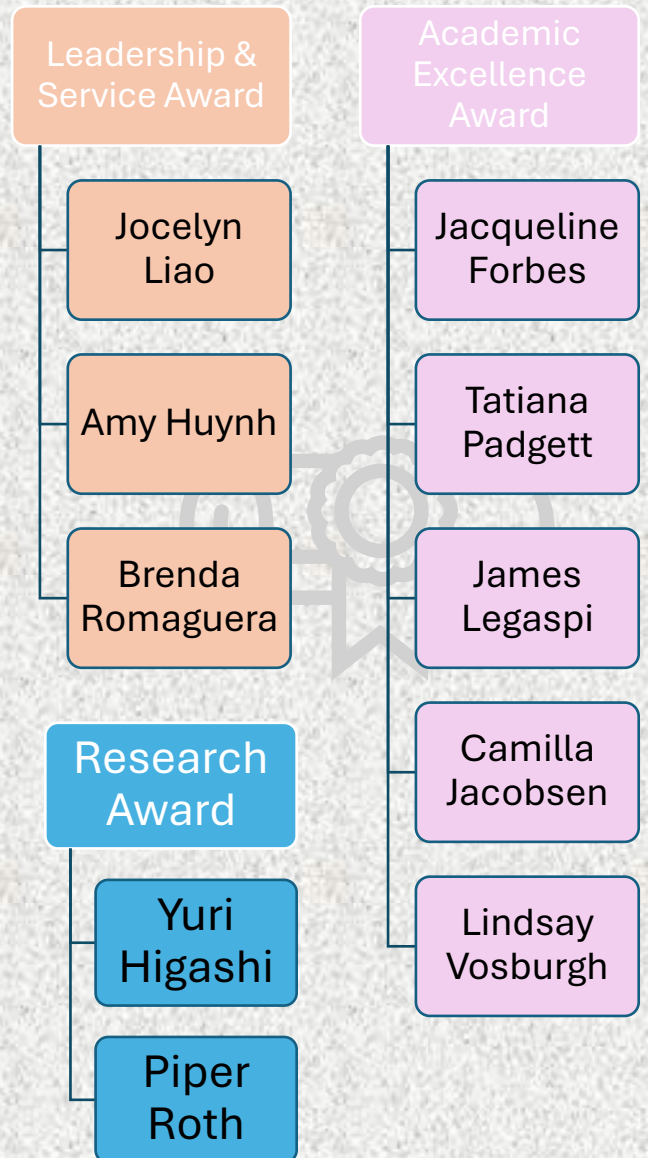 Leadership &
Service Award
Jocelyn
Liao
Amy Huynh
Brenda
Romaguera
Research
Award
Yuri
Higashi
Piper
Roth
Academic
Excellence
Award
Jacqueline
Forbes
Tatiana
Padgett
James
Legaspi
Camilla
Jacobsen
Lindsay
Vosburgh